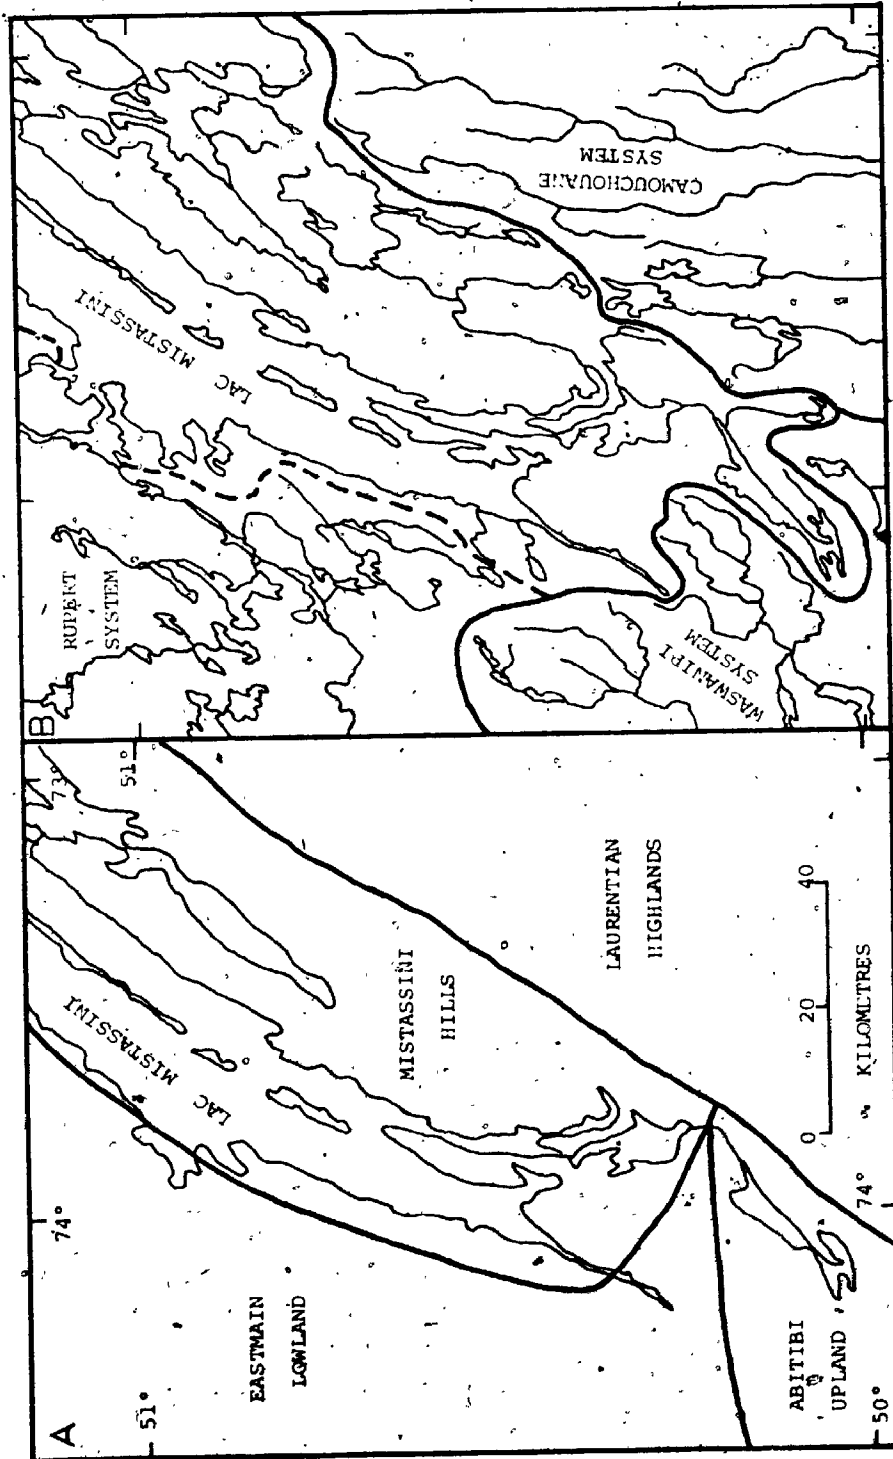 B
RUPERT
SYSTEM
LAC MISTASSINI
CAMOUCHOUANE
SYSTEM
WASWANIPI
SYSTEM
A
74°
73°
51°
51°
LAC MISTASSINI
EASTMAIN
LOWLAND
MISTASSINI
HILLS
LAURENTIAN
HIGHLANDS
ABITIBI
UPLAND
0 20 40
KILOMETRES
74°
50°